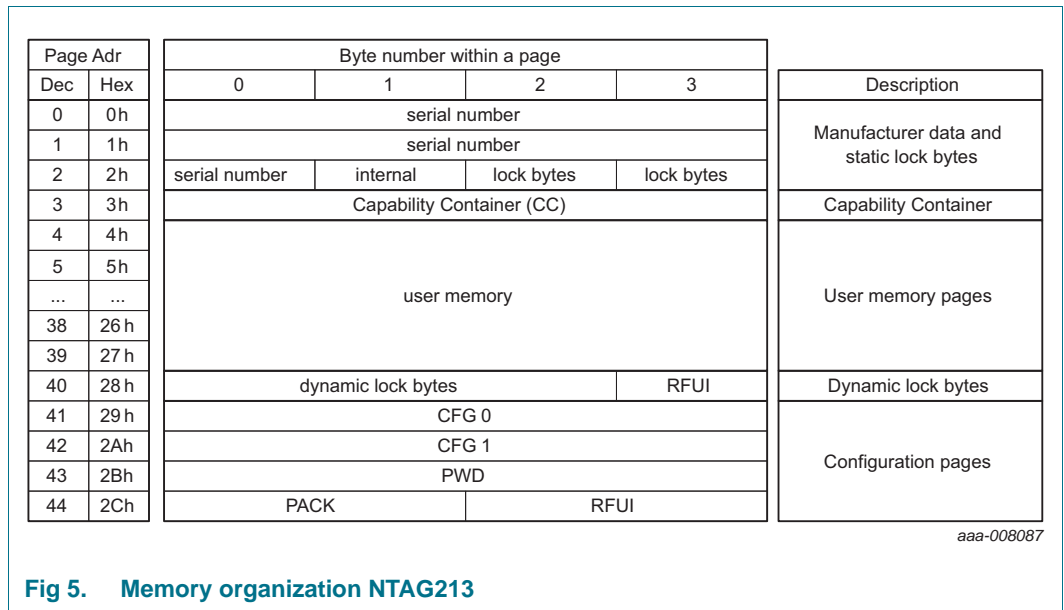 Page Adr Byte number within a page
Dec Hex 0 1 2 3 Description
0 0h serial number
1 1h serial number
Manufacturer data and
static lock bytes
2 2h serial number internal lock bytes lock bytes
3 3h Capability Container (CC) Capability Container
4 4h
5 5h
... ... user memory User memory pages
38 26h
39 27h
40 28h dynamic lock bytes RFUI Dynamic lock bytes
41 29h CFG 0
42 2Ah CFG 1
Configuration pages
43 2Bh PWD
44 2Ch PACK RFUI
aaa-008087
Fig 5. Memory organization NTAG213